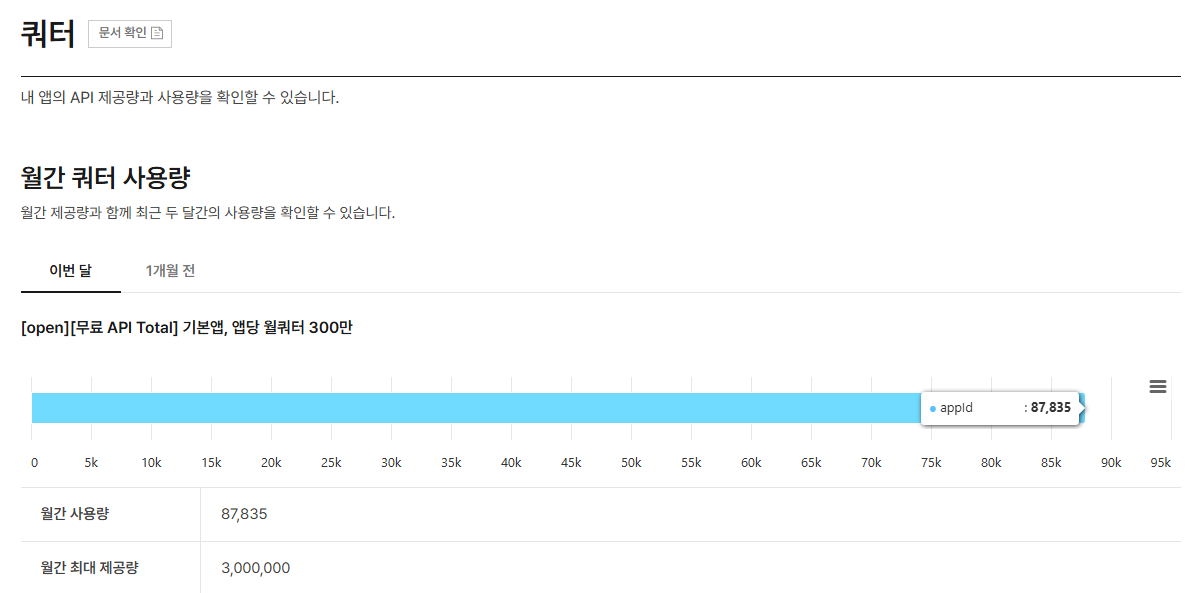 쿼터 문서 확인
내 앱의 API 제공량과 사용량을 확인할 수 있습니다.
월간 쿼터 사용량
월간 제공량과 함께 최근 두 달간의 사용량을 확인할 수 있습니다.
이번 달 1개월 전
[open][무료 API Total] 기본앱, 앱당 월쿼터 300만
appId : 87,835
0 5k 10k 15k 20k 25k 30k 35k 40k 45k 50k 55k 60k 65k 70k 75k 80k 85k 90k 95k
월간 사용량 87,835
월간 최대 제공량 3,000,000